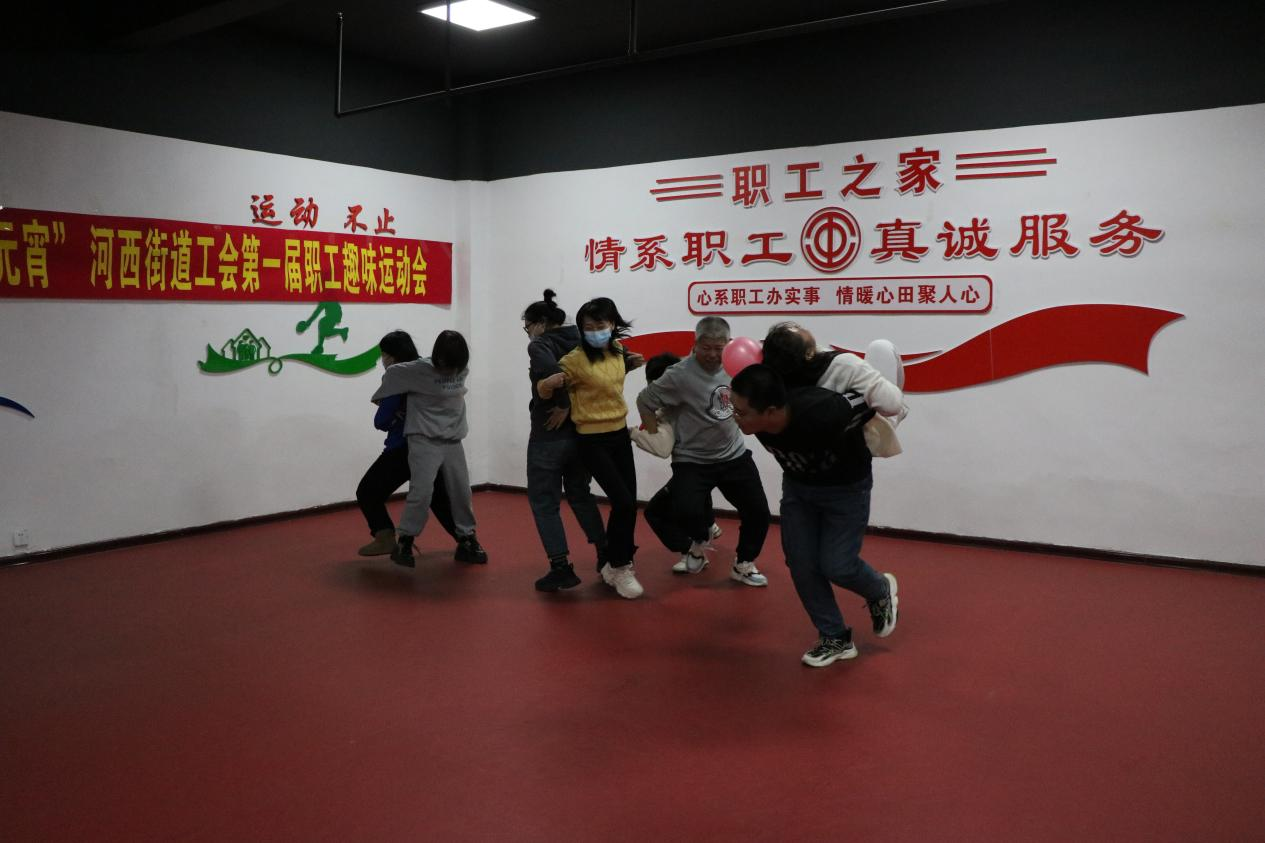 运动 不止
元宵” 河西街道工会第一届职工趣味运动会
职工之家
情系职工 真诚服务
心系职工办实事 情暖心田聚人心